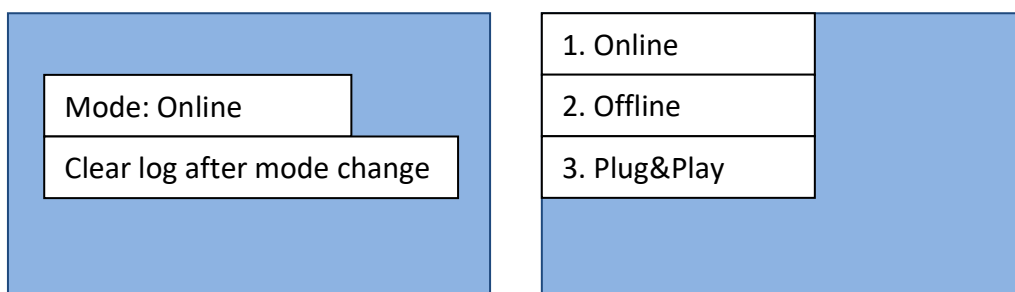 Mode: Online
Clear log after mode change
1. Online
2. Offline
3. Plug&Play